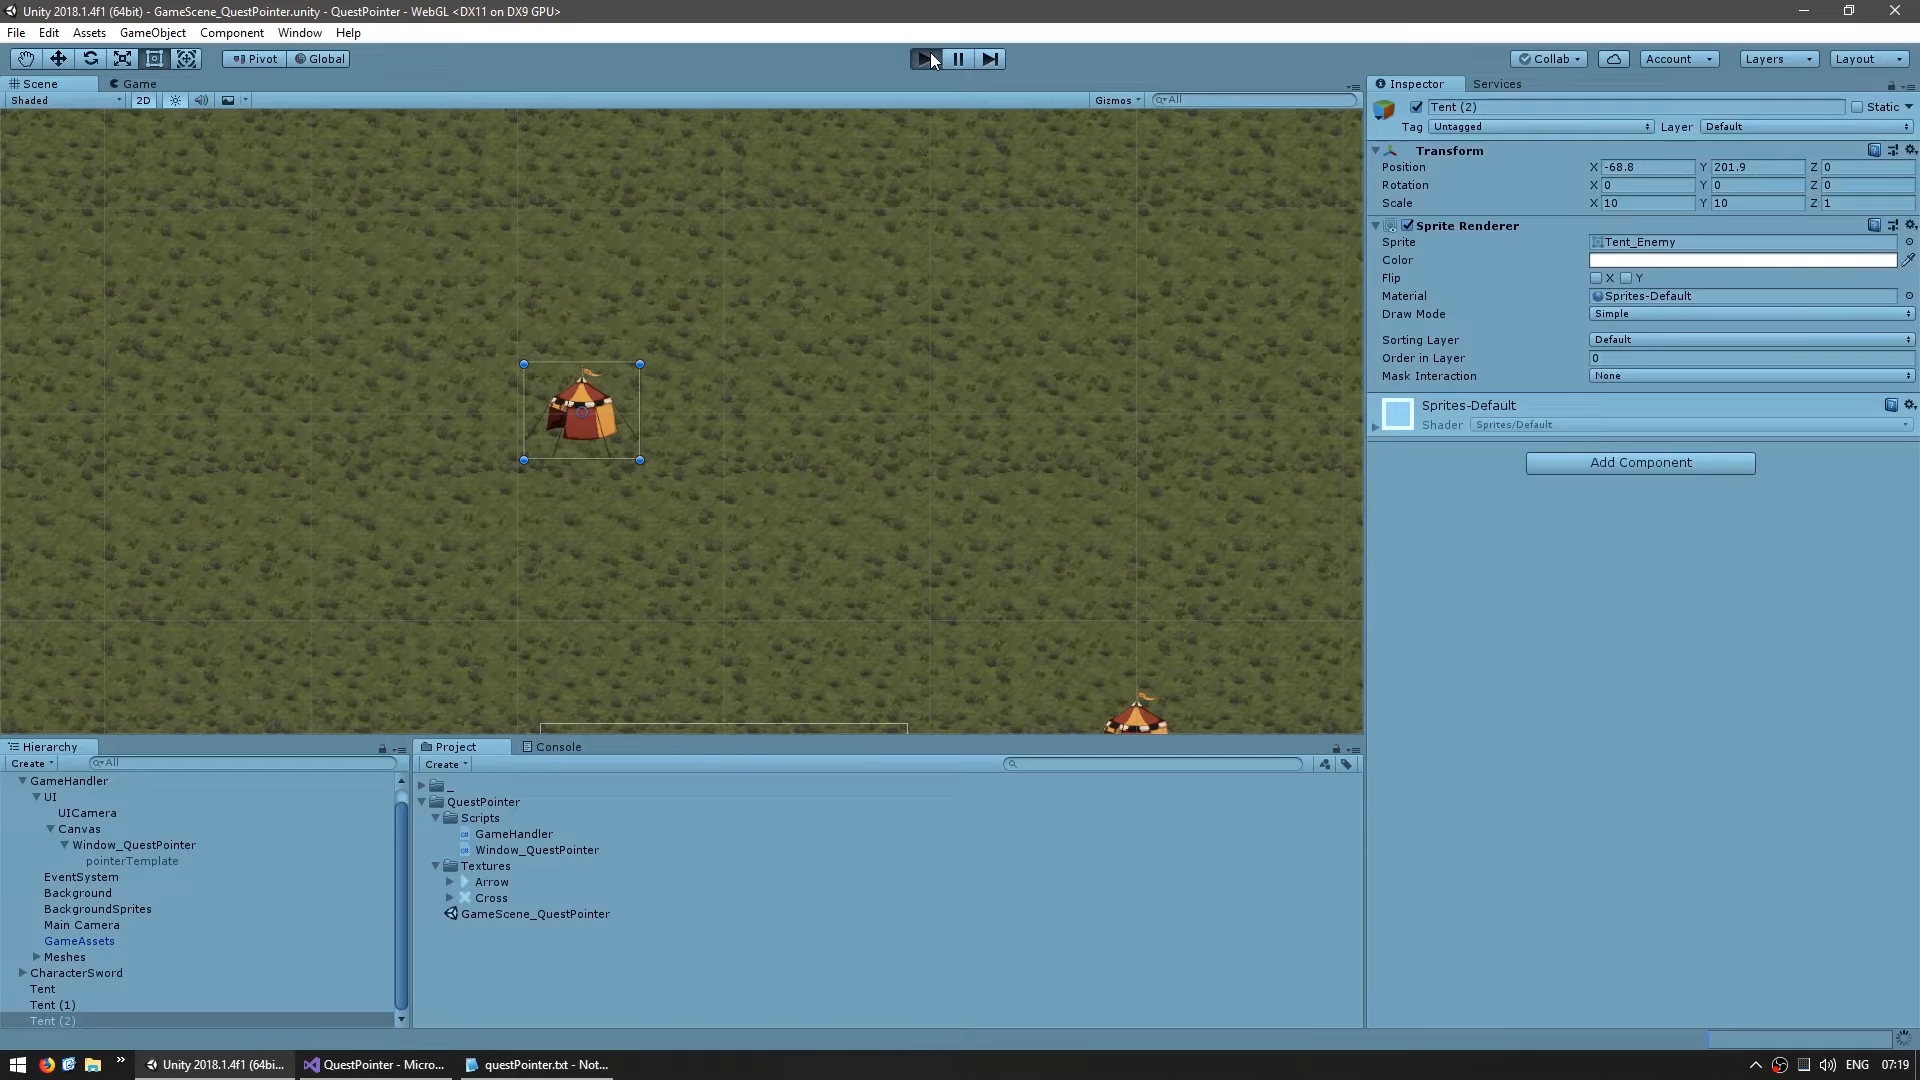 Unity 2018.1.4f1 (64bit) - GameScene_QuestPointer.unity - QuestPointer - WebGL <DX11 on DX9 GPU>
File Edit Assets GameObject Component Window Help
Pivot Global Collab Account Layers Layout
Scene Game Inspector Services
Shaded 2D Gizmos All
Tent (2) Static
Tag Untagged Layer Default
Transform
Position X -68.8 Y 201.9 Z 0
Rotation X 0 Y 0 Z 0
Scale X 10 Y 10 Z 1
Sprite Renderer
Sprite Tent_Enemy
Color
Flip X Y
Material Sprites-Default
Draw Mode Simple
Sorting Layer Default
Order in Layer 0
Mask Interaction None
Sprites-Default
Shader Sprites/Default
Add Component
Hierarchy
Create All
GameHandler
UI
UICamera
Canvas
Window_QuestPointer
pointerTemplate
EventSystem
Background
BackgroundSprites
Main Camera
GameAssets
Meshes
CharacterSword
Tent
Tent (1)
Tent (2)
Project Console
Create
_
QuestPointer
Scripts
GameHandler
Window_QuestPointer
Textures
Arrow
Cross
GameScene_QuestPointer
Unity 2018.1.4f1 (64bi... QuestPointer - Micro... questPointer.txt - Not... ENG 07:19